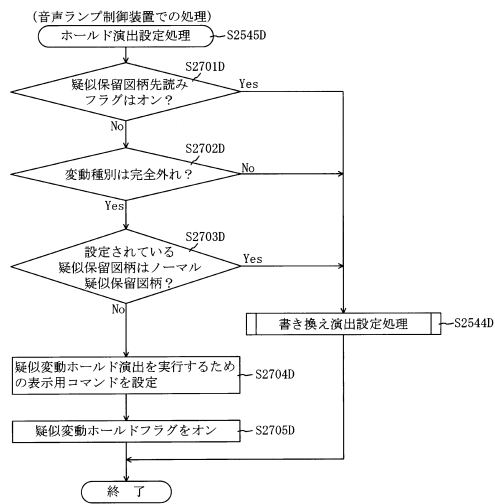 (音声ランプ制御装置での処理)
ホールド演出設定処理
S2545D
S2701D
疑似保留図柄先読み
フラグはオン?
Yes
No
S2702D
変動種別は完全外れ?
No
Yes
S2703D
設定されている
疑似保留図柄はノーマル
疑似保留図柄?
Yes
No
書き換え演出設定処理
S2544D
疑似変動ホールド演出を実行するため
の表示用コマンドを設定
S2704D
疑似変動ホールドフラグをオン
S2705D
終 了